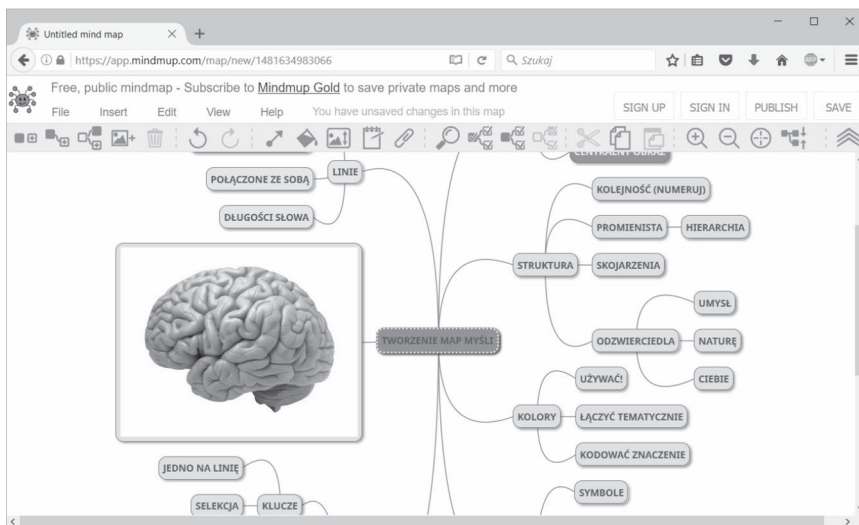 Untitled mind map
https://app.mindmup.com/map/new/1481634983066
Szukaj
Free, public mindmap - Subscribe to Mindmup Gold to save private maps and more
File Insert Edit View Help You have unsaved changes in this map
SIGN UP SIGN IN PUBLISH SAVE
CENTRALNY OBRAZ
LINIE
POŁĄCZONE ZE SOBĄ
DŁUGOŚCI SŁOWA
KOLEJNOŚĆ (NUMERUJ)
PROMIENISTA HIERARCHIA
STRUKTURA SKOJARZENIA
UMYSŁ
ODZWIERCIEDLA NATURĘ
CIEBIE
TWORZENIE MAP MYŚLI
UŻYWAĆ!
KOLORY ŁĄCZYĆ TEMATYCZNIE
KODOWAĆ ZNACZENIE
JEDNO NA LINIĘ
SELEKCJA KLUCZE
SYMBOLE